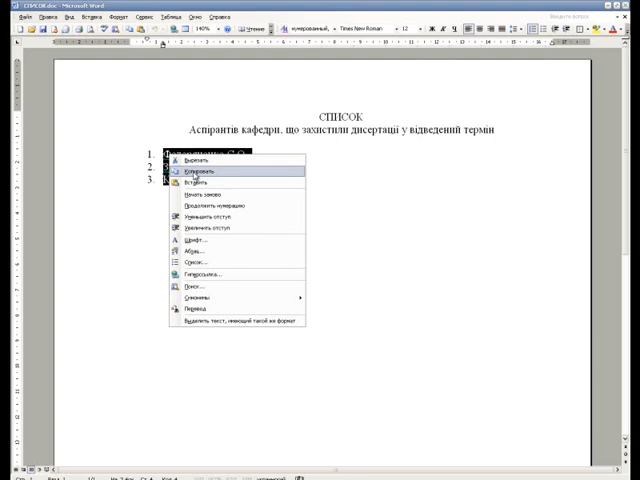 СПИСОК.doc - Microsoft Word
Файл Правка Вид Вставка Формат Сервис Таблица Окно Справка
Введите вопрос
140% Чтение нумерованный, Times New Roman 12
СПИСОК
Аспірантів кафедри, що захистили дисертації у відведений термін
1.
2.
3.
Вырезать
Копировать
Вставить
Начать заново
Продолжить нумерацию
Уменьшить отступ
Увеличить отступ
Шрифт...
Абзац...
Список...
Гиперссылка...
Поиск...
Синонимы
Перевод
Выделить текст, имеющий такой же формат